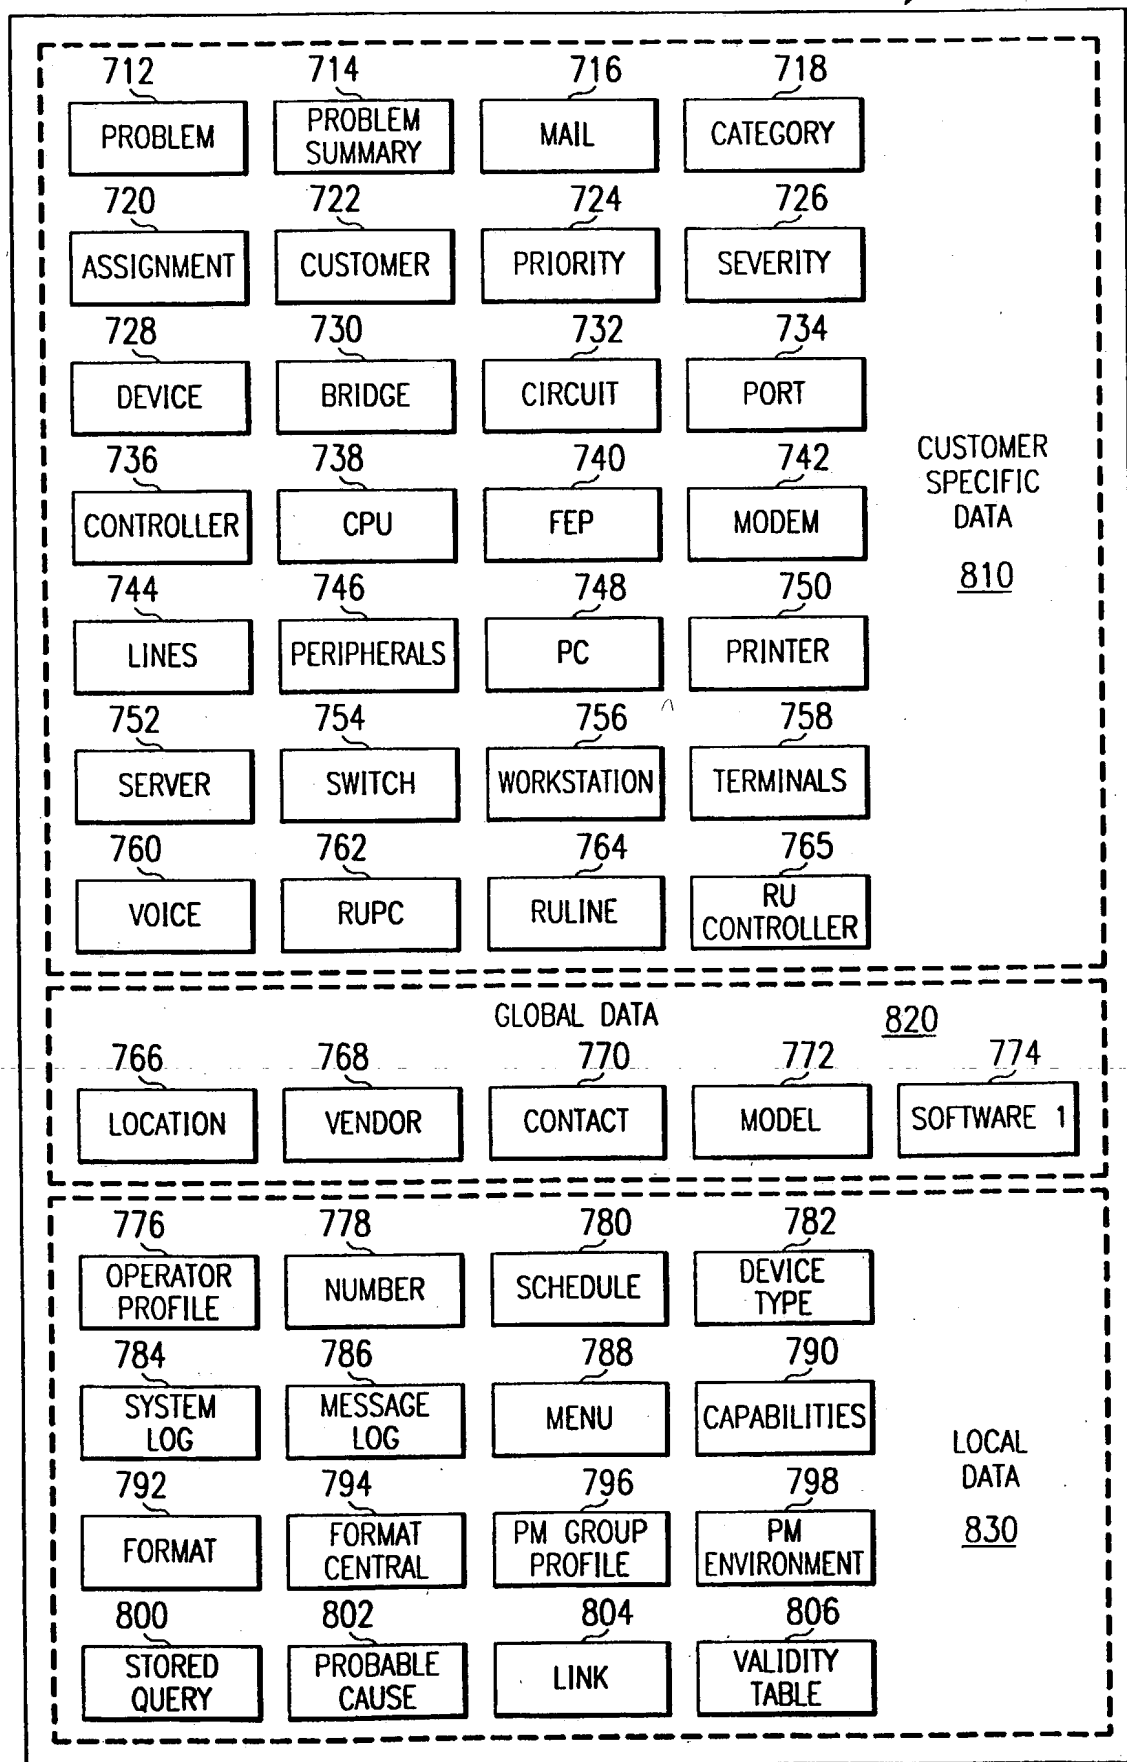 712 714 716 718
PROBLEM PROBLEM SUMMARY MAIL CATEGORY
720 722 724 726
ASSIGNMENT CUSTOMER PRIORITY SEVERITY
728 730 732 734
DEVICE BRIDGE CIRCUIT PORT
736 738 740 742
CONTROLLER CPU FEP MODEM
CUSTOMER
SPECIFIC
DATA
810
744 746 748 750
LINES PERIPHERALS PC PRINTER
752 754 756 758
SERVER SWITCH WORKSTATION TERMINALS
760 762 764 765
VOICE RUPC RULINE RU CONTROLLER
GLOBAL DATA 820
766 768 770 772 774
LOCATION VENDOR CONTACT MODEL SOFTWARE 1
776 778 780 782
OPERATOR PROFILE NUMBER SCHEDULE DEVICE TYPE
784 786 788 790
SYSTEM LOG MESSAGE LOG MENU CAPABILITIES
LOCAL
DATA
830
792 794 796 798
FORMAT FORMAT CENTRAL PM GROUP PROFILE PM ENVIRONMENT
800 802 804 806
STORED QUERY PROBABLE CAUSE LINK VALIDITY TABLE